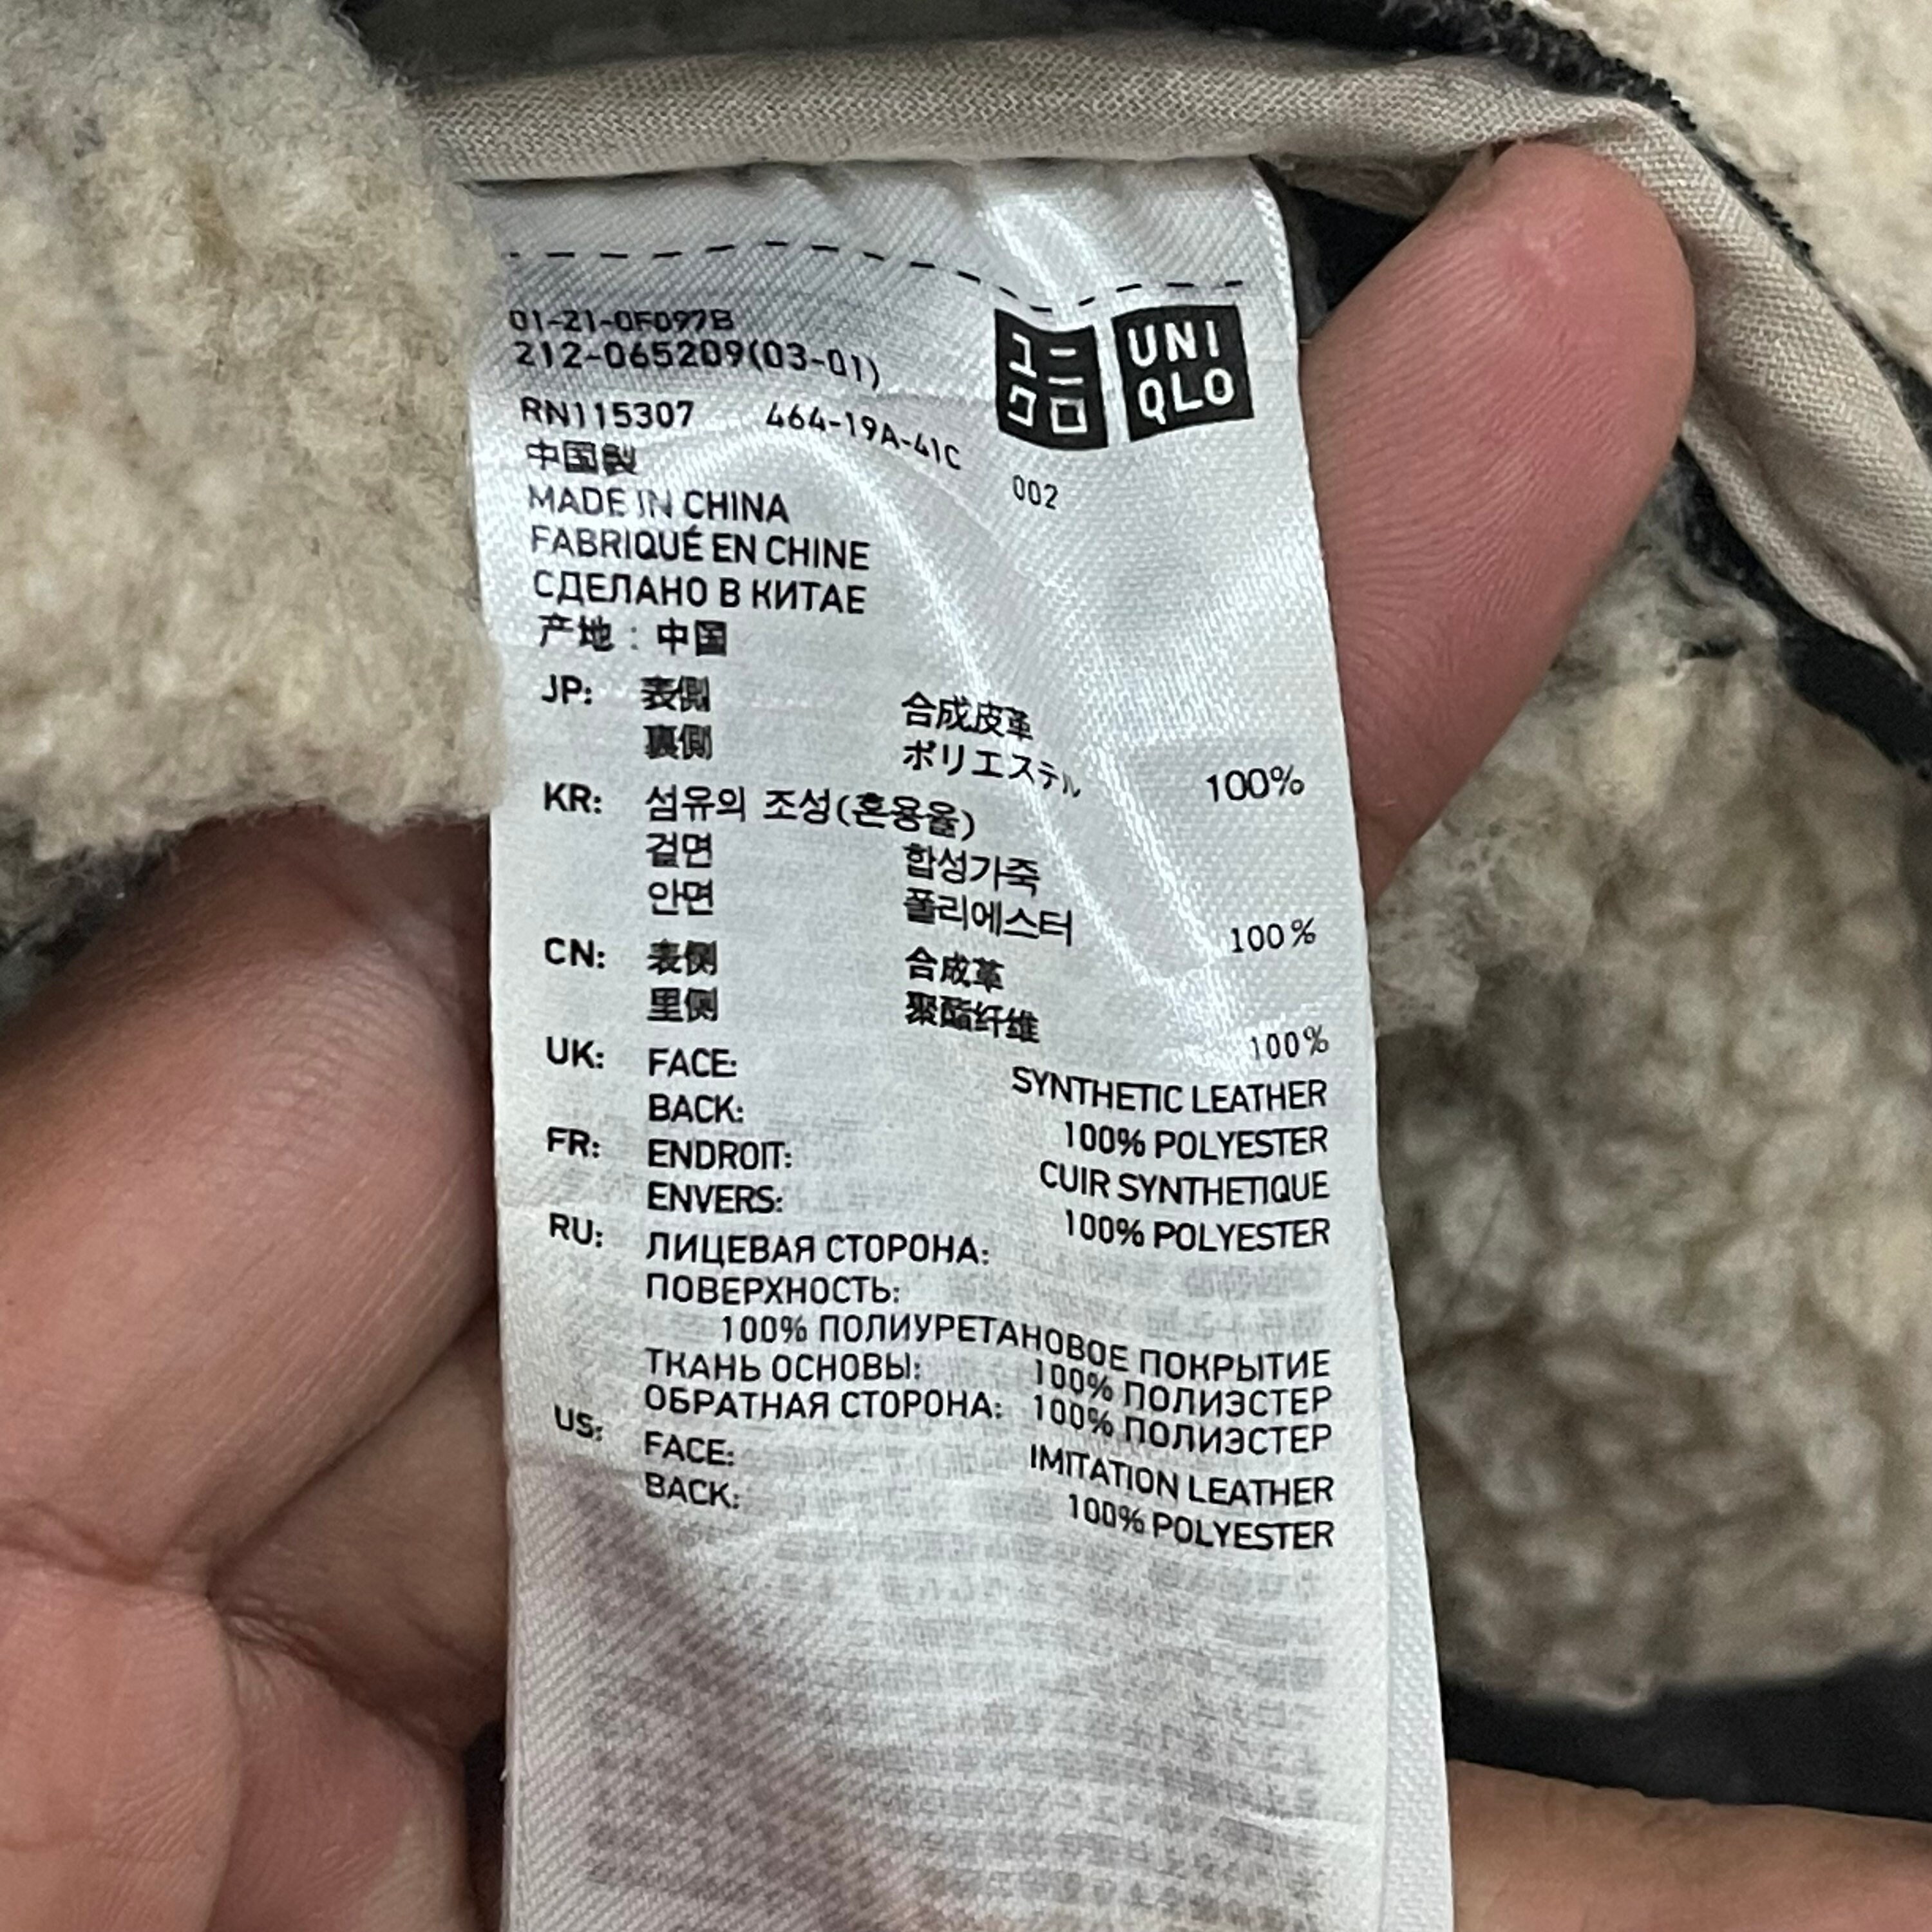 01-21-0F097B
212-065209(03-01)
ユニ
クロ
UNI
QLO
RN115307 464-19A-41C
002
中国製
MADE IN CHINA
FABRIQUÉ EN CHINE
СДЕЛАНО В КИТАЕ
产地：中国
JP: 表側 合成皮革
裏側 ポリエステル 100%
KR: 섬유의 조성(혼용율)
겉면 합성가죽
안면 폴리에스터 100%
CN: 表侧 合成革
里侧 聚酯纤维 100%
UK: FACE: SYNTHETIC LEATHER
BACK: 100% POLYESTER
FR: ENDROIT: CUIR SYNTHETIQUE
ENVERS: 100% POLYESTER
RU: ЛИЦЕВАЯ СТОРОНА:
ПОВЕРХНОСТЬ:
100% ПОЛИУРЕТАНОВОЕ ПОКРЫТИЕ
ТКАНЬ ОСНОВЫ: 100% ПОЛИЭСТЕР
ОБРАТНАЯ СТОРОНА: 100% ПОЛИЭСТЕР
US: FACE: IMITATION LEATHER
BACK: 100% POLYESTER